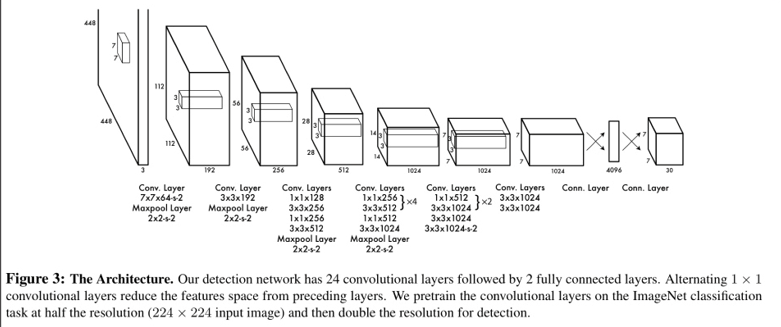 448
7
7
448
3
112
3
3
112
192
56
3
3
56
256
28
3
3
28
512
14
3
3
14
1024
7
3
3
7
1024
7
7
1024
4096
7
7
30
Conv. Layer
7x7x64-s-2
Maxpool Layer
2x2-s-2
Conv. Layer
3x3x192
Maxpool Layer
2x2-s-2
Conv. Layers
1x1x128
3x3x256
1x1x256
3x3x512
Maxpool Layer
2x2-s-2
Conv. Layers
1x1x256
3x3x512 }×4
1x1x512
3x3x1024
Maxpool Layer
2x2-s-2
Conv. Layers
1x1x512
3x3x1024 }×2
3x3x1024
3x3x1024-s-2
Conv. Layers
3x3x1024
3x3x1024
Conn. Layer
Conn. Layer
Figure 3: The Architecture. Our detection network has 24 convolutional layers followed by 2 fully connected layers. Alternating 1 × 1
convolutional layers reduce the features space from preceding layers. We pretrain the convolutional layers on the ImageNet classification
task at half the resolution (224 × 224 input image) and then double the resolution for detection.